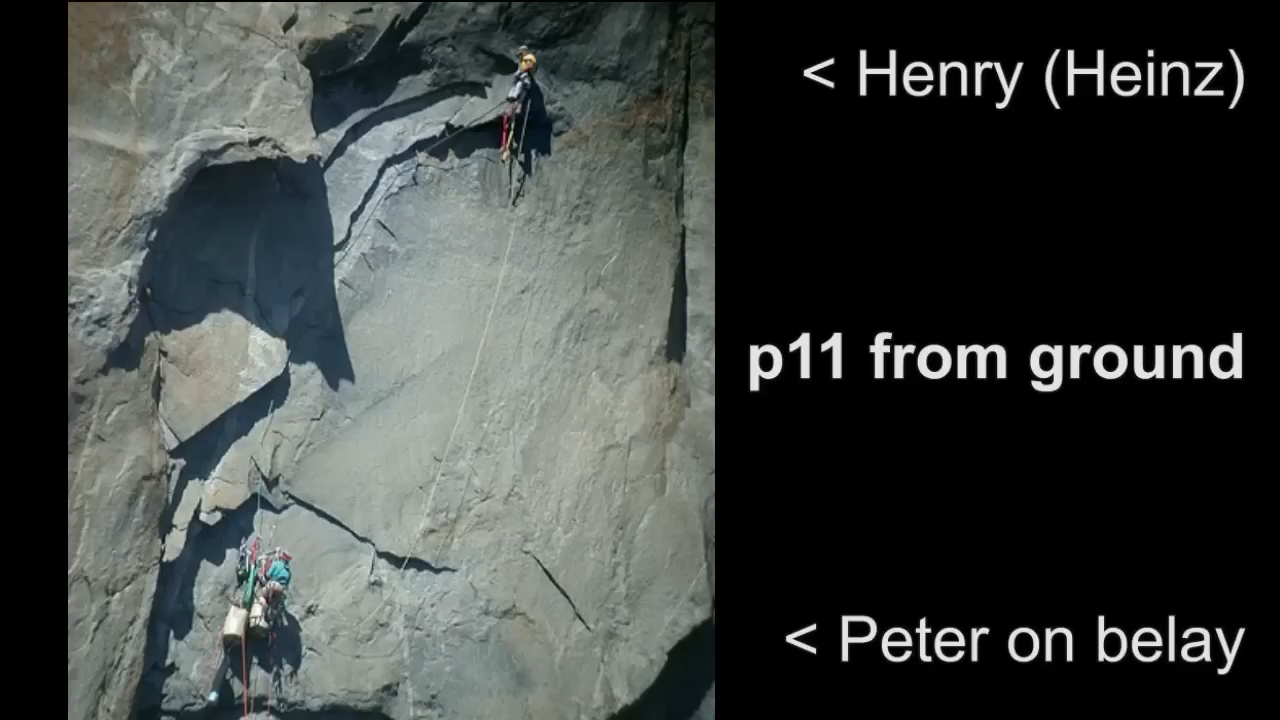 < Henry (Heinz)
p11 from ground
< Peter on belay